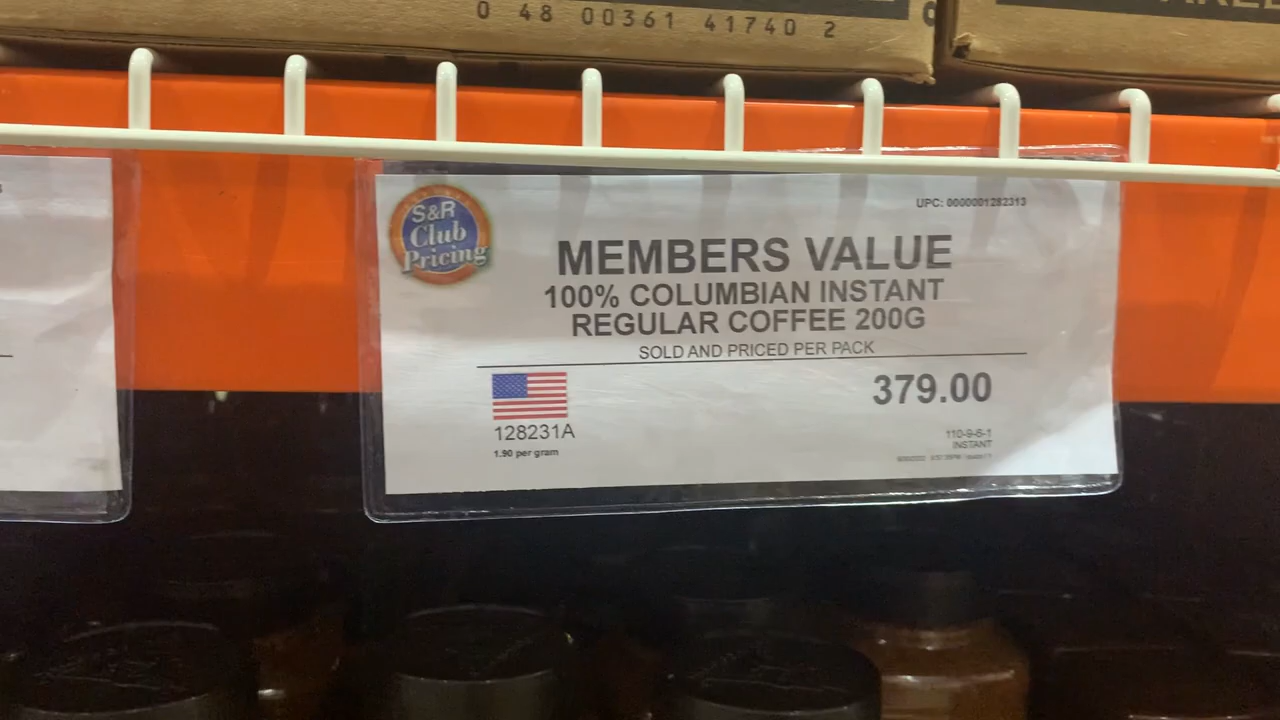 0 48 00361 41740 2
S&R
Club
Pricing
UPC: 0000001282313
MEMBERS VALUE
100% COLUMBIAN INSTANT
REGULAR COFFEE 200G
SOLD AND PRICED PER PACK
379.00
128231A
1.90 per gram
110-9-6-1
INSTANT